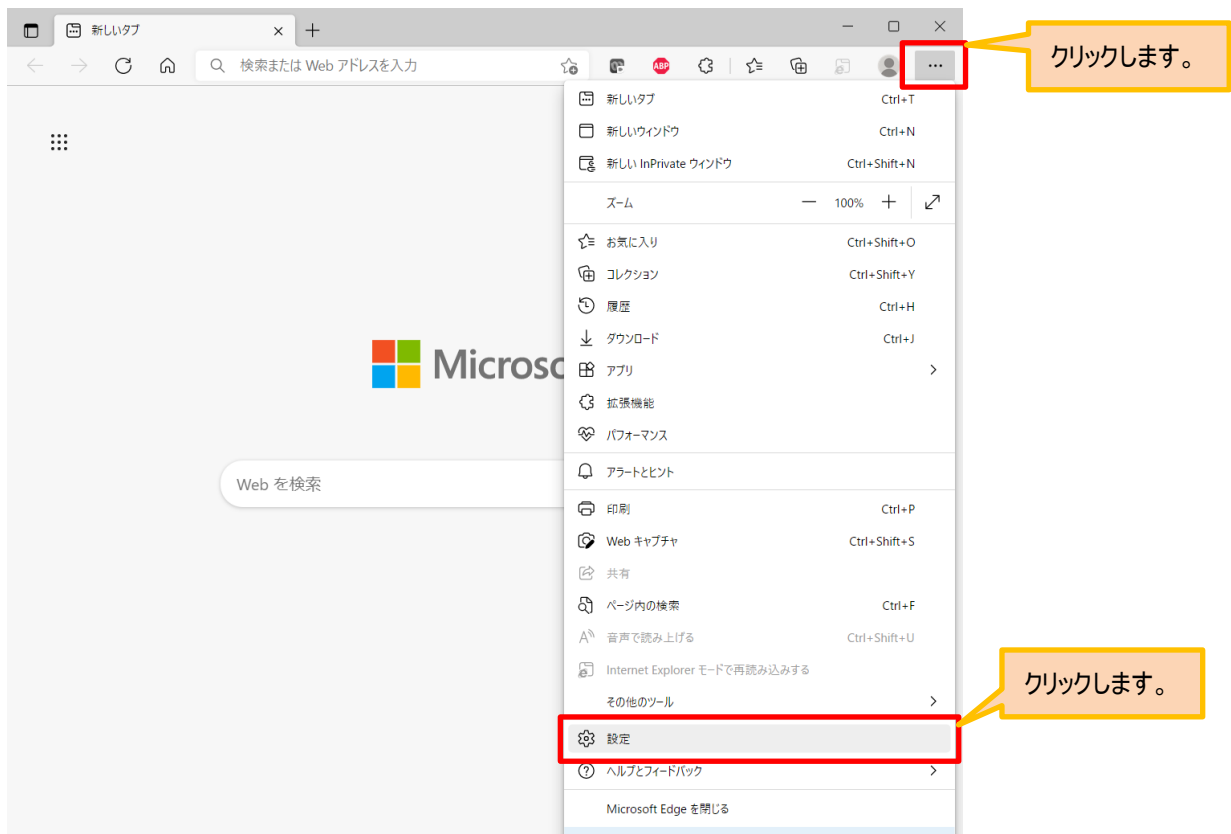 新しいタブ
検索または Web アドレスを入力
ABP
クリックします。
新しいタブ Ctrl+T
新しいウィンドウ Ctrl+N
新しい InPrivate ウィンドウ Ctrl+Shift+N
ズーム 100%
お気に入り Ctrl+Shift+O
コレクション Ctrl+Shift+Y
履歴 Ctrl+H
ダウンロード Ctrl+J
Microso
アプリ
拡張機能
パフォーマンス
アラートとヒント
Web を検索
印刷 Ctrl+P
Web キャプチャ Ctrl+Shift+S
共有
ページ内の検索 Ctrl+F
音声で読み上げる Ctrl+Shift+U
Internet Explorer モードで再読み込みする
その他のツール
クリックします。
設定
ヘルプとフィードバック
Microsoft Edge を閉じる